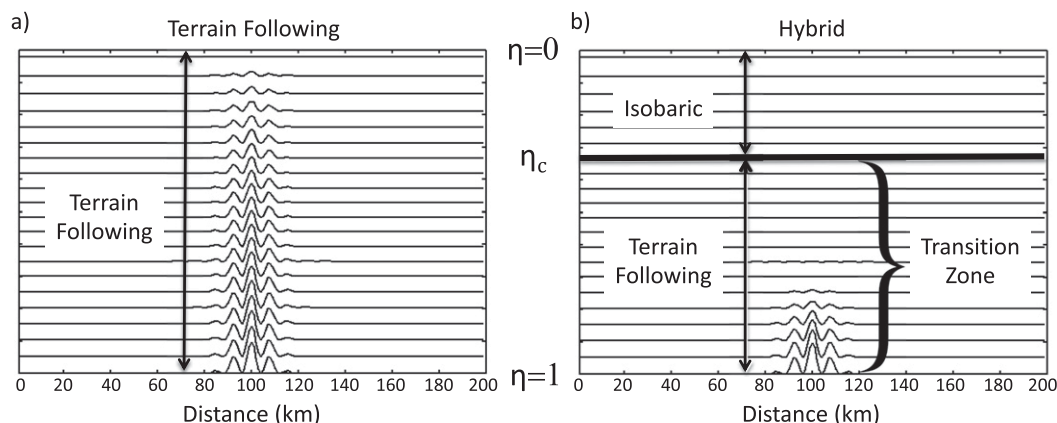 a)
Terrain Following
Terrain
Following
0 20 40 60 80 100 120 140 160 180 200
Distance (km)
η=0
ηc
η=1
b)
Hybrid
Isobaric
Terrain
Following
Transition
Zone
0 20 40 60 80 100 120 140 160 180 200
Distance (km)